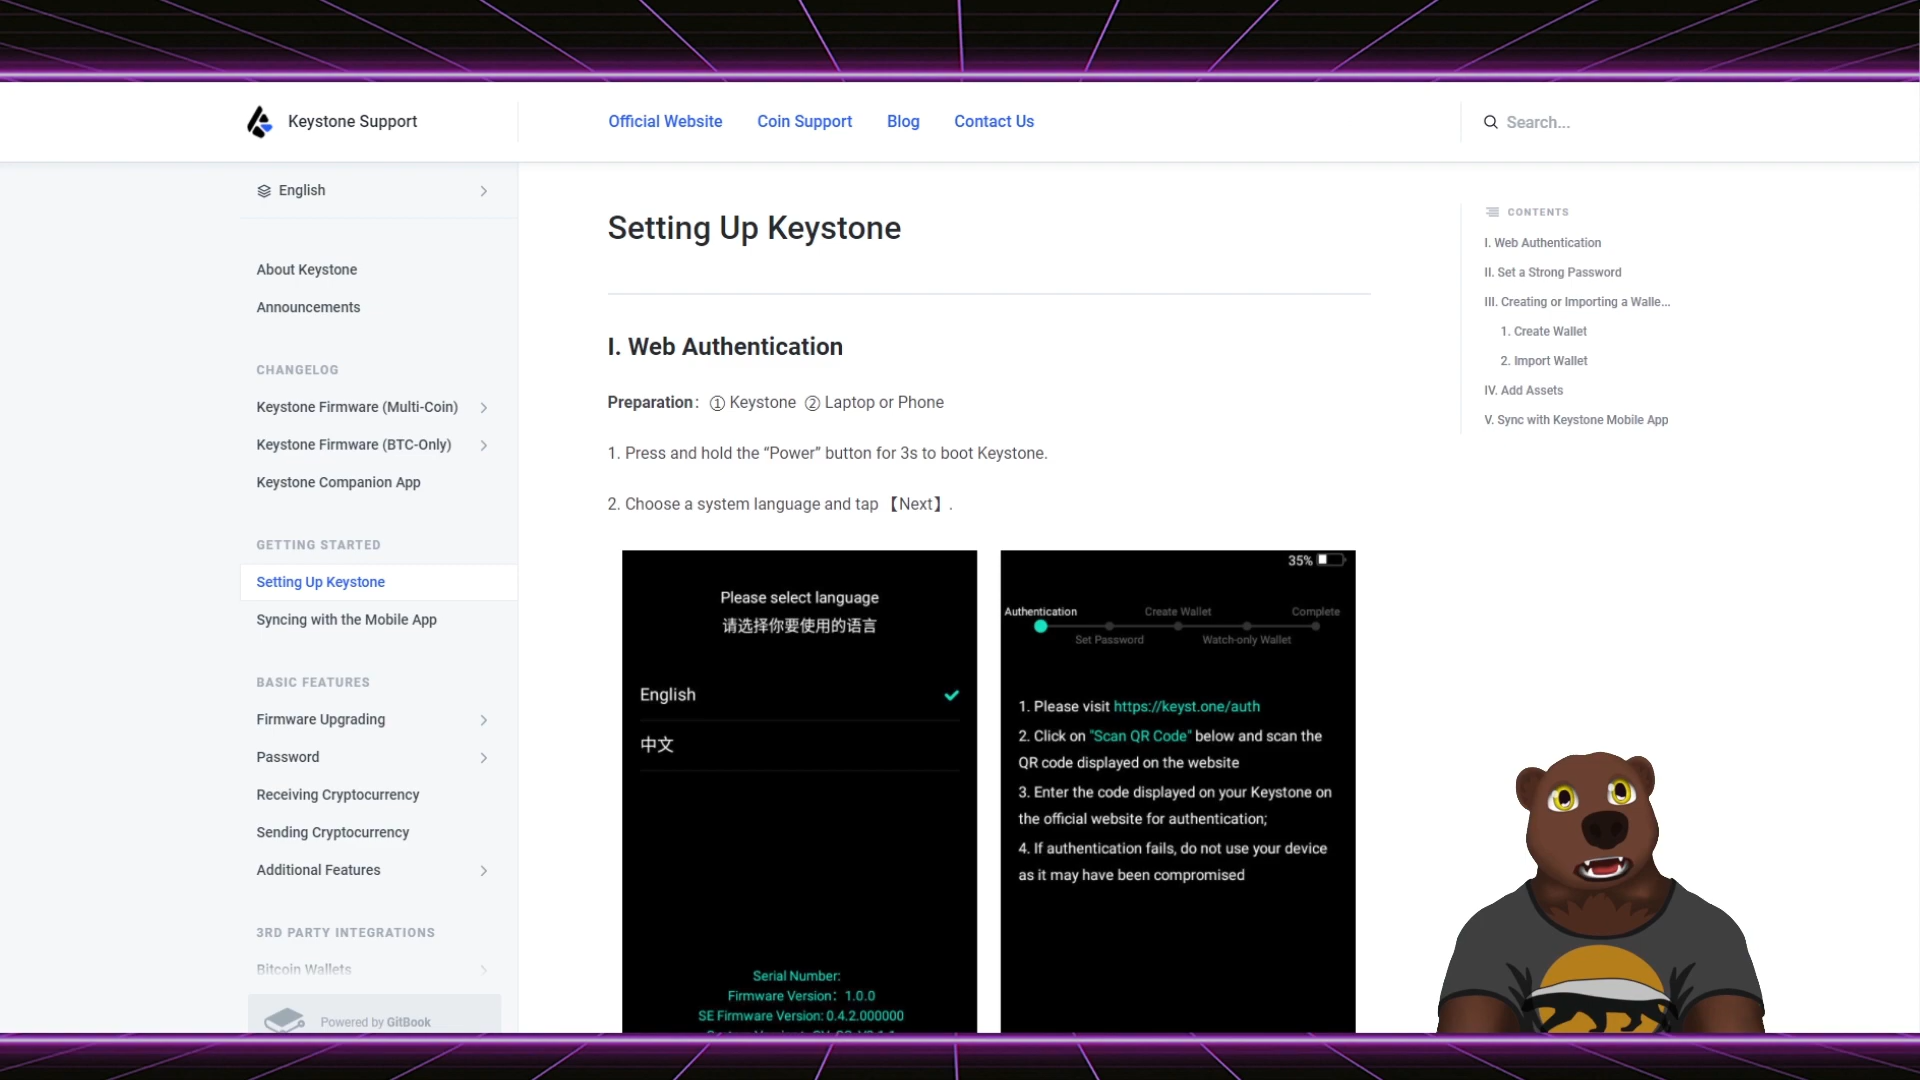 Keystone Support
Official Website
Coin Support
Blog
Contact Us
Search...
English
About Keystone
Announcements
CHANGELOG
Keystone Firmware (Multi-Coin)
Keystone Firmware (BTC-Only)
Keystone Companion App
GETTING STARTED
Setting Up Keystone
Syncing with the Mobile App
BASIC FEATURES
Firmware Upgrading
Password
Receiving Cryptocurrency
Sending Cryptocurrency
Additional Features
3RD PARTY INTEGRATIONS
Bitcoin Wallets
Powered by GitBook
Setting Up Keystone
I. Web Authentication
Preparation： ① Keystone ② Laptop or Phone
1. Press and hold the “Power” button for 3s to boot Keystone.
2. Choose a system language and tap 【Next】.
Please select language
请选择你要使用的语言
English
中文
Serial Number:
Firmware Version: 1.0.0
SE Firmware Version: 0.4.2.000000
35%
Authentication
Create Wallet
Complete
Set Password
Watch-only Wallet
1. Please visit https://keyst.one/auth
2. Click on "Scan QR Code" below and scan the
QR code displayed on the website
3. Enter the code displayed on your Keystone on
the official website for authentication;
4. If authentication fails, do not use your device
as it may have been compromised
CONTENTS
I. Web Authentication
II. Set a Strong Password
III. Creating or Importing a Walle...
1. Create Wallet
2. Import Wallet
IV. Add Assets
V. Sync with Keystone Mobile App